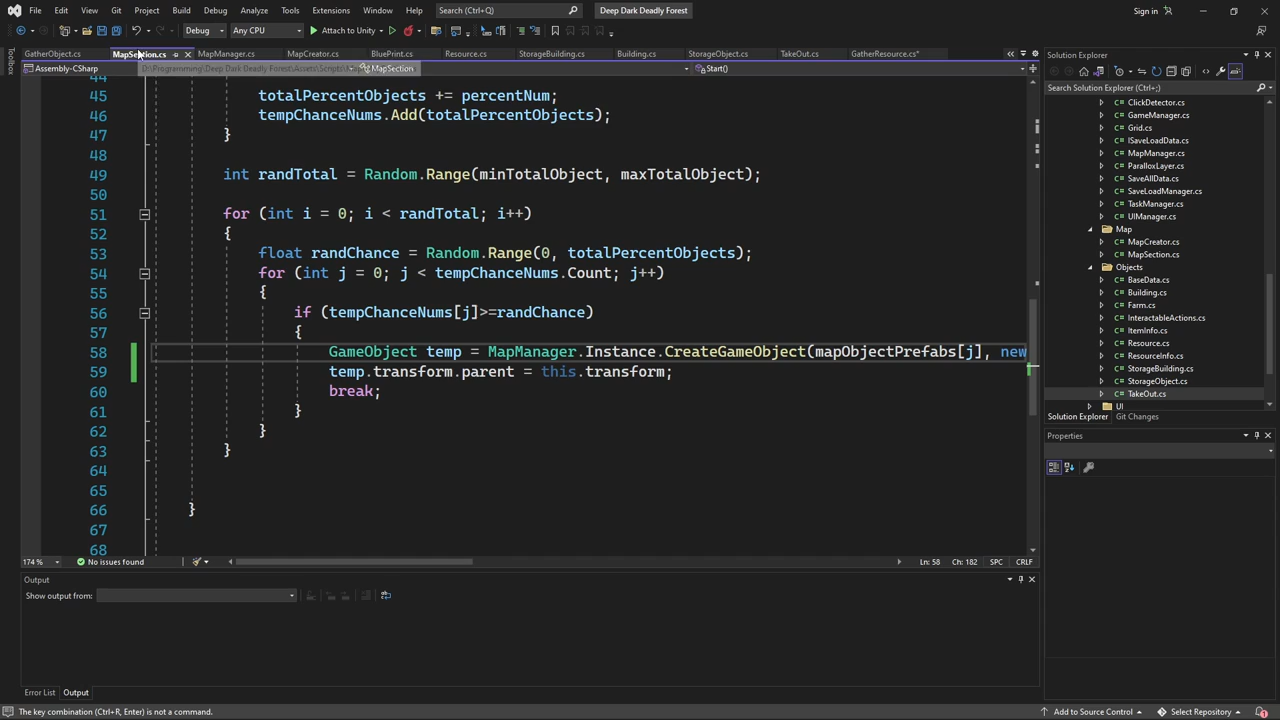 File Edit View Git Project Build Debug Analyze Tools Extensions Window Help Search (Ctrl+Q) Deep Dark Deadly Forest Sign in
Debug Any CPU Attach to Unity
GatherObject.cs MapSection.cs MapManager.cs MapCreator.cs BluePrint.cs Resource.cs StorageBuilding.cs Building.cs StorageObject.cs TakeOut.cs GatherResource.cs*
Assembly-CSharp MapSection Start()
44
45 totalPercentObjects += percentNum;
46 tempChanceNums.Add(totalPercentObjects);
47 }
48
49 int randTotal = Random.Range(minTotalObject, maxTotalObject);
50
51 for (int i = 0; i < randTotal; i++)
52 {
53 float randChance = Random.Range(0, totalPercentObjects);
54 for (int j = 0; j < tempChanceNums.Count; j++)
55 {
56 if (tempChanceNums[j]>=randChance)
57 {
58 GameObject temp = MapManager.Instance.CreateGameObject(mapObjectPrefabs[j], new
59 temp.transform.parent = this.transform;
60 break;
61 }
62 }
63 }
64
65
66 }
67
68
174 % No issues found Ln: 58 Ch: 182 SPC CRLF
Output
Show output from:
Error List Output
The key combination (Ctrl+R, Enter) is not a command. Add to Source Control Select Repository
Toolbox
Solution Explorer
Search Solution Explorer (Ctrl+;)
C# ClickDetector.cs
C# GameManager.cs
C# Grid.cs
C# ISaveLoadData.cs
C# MapManager.cs
C# ParalloxLayer.cs
C# SaveAllData.cs
C# SaveLoadManager.cs
C# TaskManager.cs
C# UIManager.cs
Map
C# MapCreator.cs
C# MapSection.cs
Objects
C# BaseData.cs
C# Building.cs
C# Farm.cs
C# InteractableActions.cs
C# ItemInfo.cs
C# Resource.cs
C# ResourceInfo.cs
C# StorageBuilding.cs
C# StorageObject.cs
C# TakeOut.cs
UI
Solution Explorer Git Changes
Properties